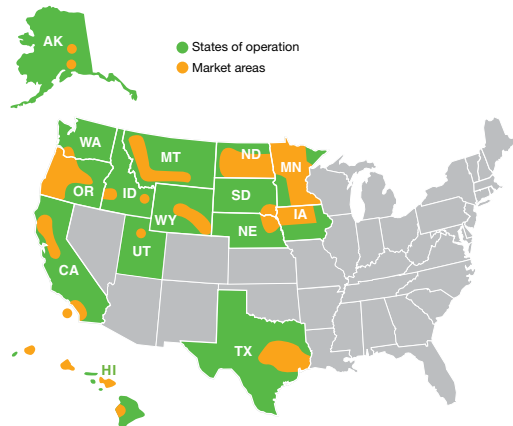 AK
States of operation
Market areas
WA
MT
ND
MN
OR
ID
SD
WY
IA
NE
UT
CA
TX
HI